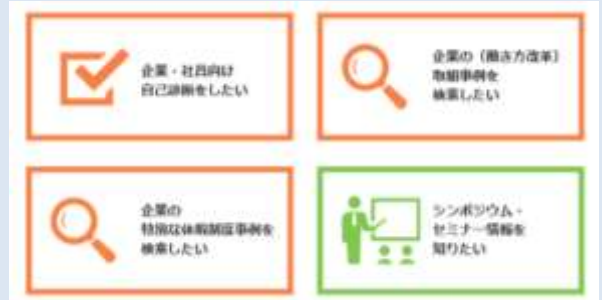 企業・社員向け
自己診断をしたい
企業の（働き方改革）
取組事例を
検索したい
企業の
特別な休暇制度事例を
検索したい
シンポジウム・
セミナー情報を
知りたい